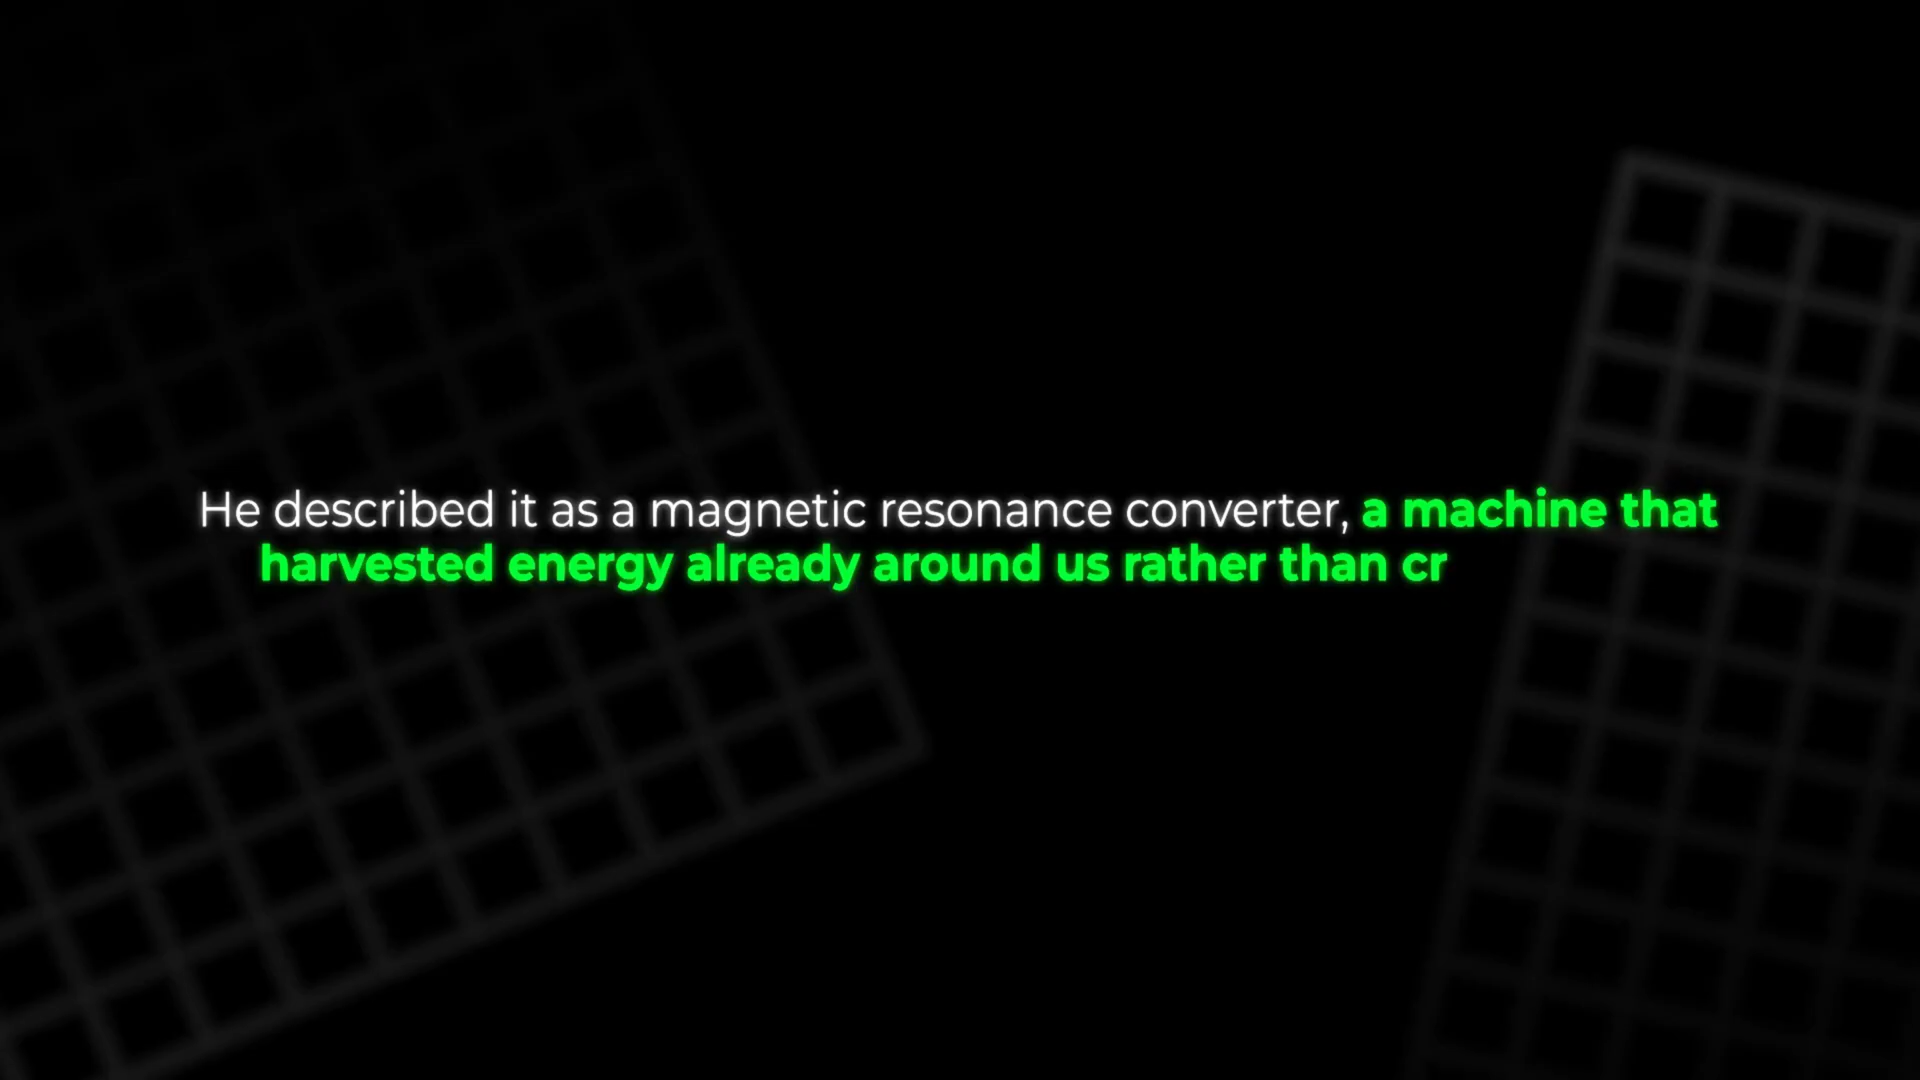 He described it as a magnetic resonance converter, a machine that
harvested energy already around us rather than cr